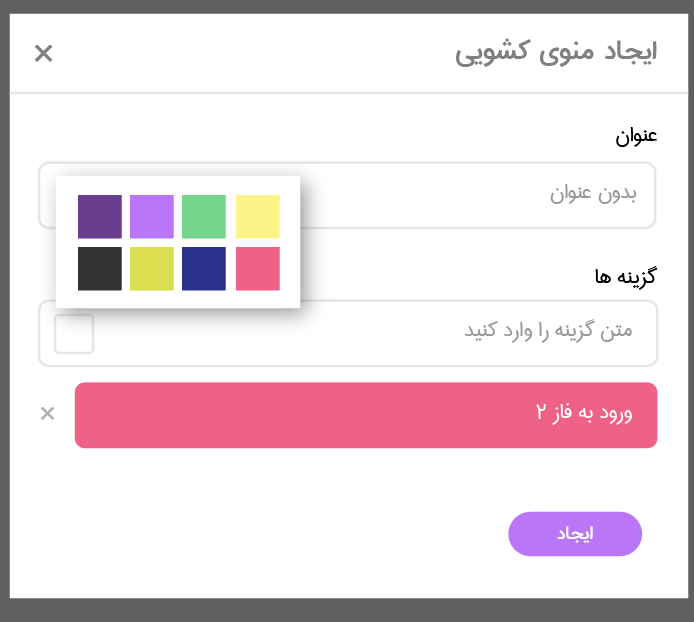 ایجاد منوی کشویی
عنوان
بدون عنوان
گزینه ها
متن گزینه را وارد کنید
ورود به فاز ۲
ایجاد